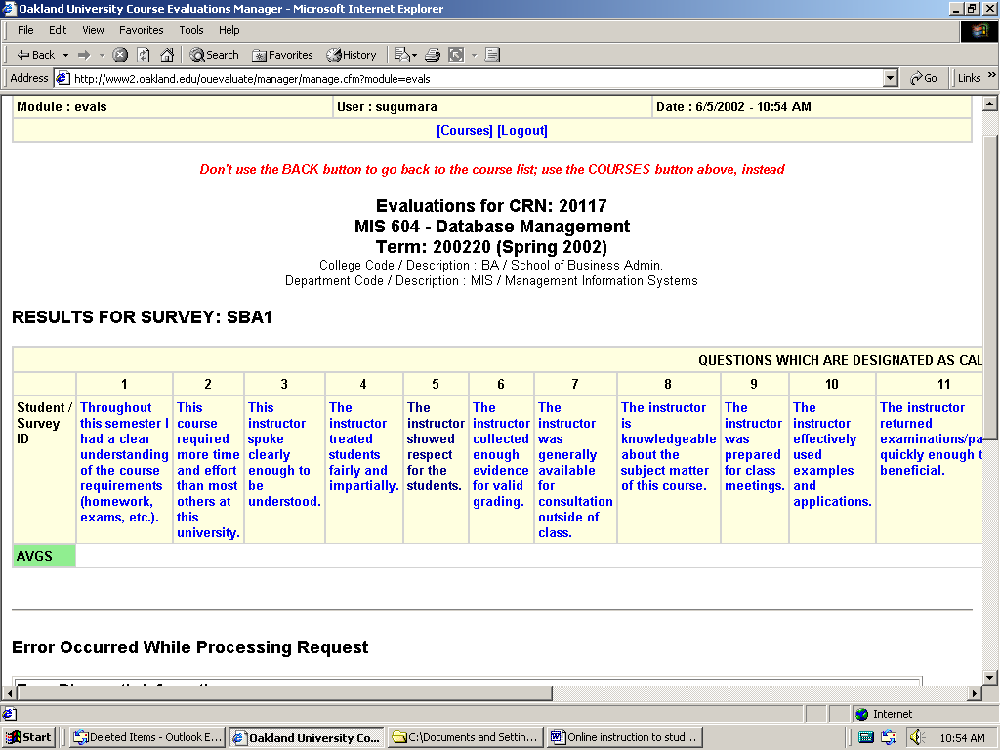 Oakland University Course Evaluations Manager - Microsoft Internet Explorer
File Edit View Favorites Tools Help
Back Search Favorites History
Address http://www2.oakland.edu/ouevaluate/manager/manage.cfm?module=evals Go Links »
Module : evals User : sugumara Date : 6/5/2002 - 10:54 AM
[Courses] [Logout]
Don't use the BACK button to go back to the course list; use the COURSES button above, instead
Evaluations for CRN: 20117
MIS 604 - Database Management
Term: 200220 (Spring 2002)
College Code / Description : BA / School of Business Admin.
Department Code / Description : MIS / Management Information Systems
RESULTS FOR SURVEY: SBA1
QUESTIONS WHICH ARE DESIGNATED AS CAL
1 2 3 4 5 6 7 8 9 10 11
Student /
Survey
ID
Throughout
this semester I
had a clear
understanding
of the course
requirements
(homework,
exams, etc.).
This
course
required
more time
and effort
than most
others at
this
university.
This
instructor
spoke
clearly
enough to
be
understood.
The
instructor
treated
students
fairly and
impartially.
The
instructor
showed
respect
for the
students.
The
instructor
collected
enough
evidence
for valid
grading.
The
instructor
was
generally
available
for
consultation
outside of
class.
The instructor
is
knowledgeable
about the
subject matter
of this course.
The
instructor
was
prepared
for class
meetings.
The
instructor
effectively
used
examples
and
applications.
The instructor
returned
examinations/pa
quickly enough t
beneficial.
AVGS
Error Occurred While Processing Request
Internet
Start Deleted Items - Outlook E... Oakland University Co... C:\Documents and Settin... Online instruction to stud... 10:54 AM